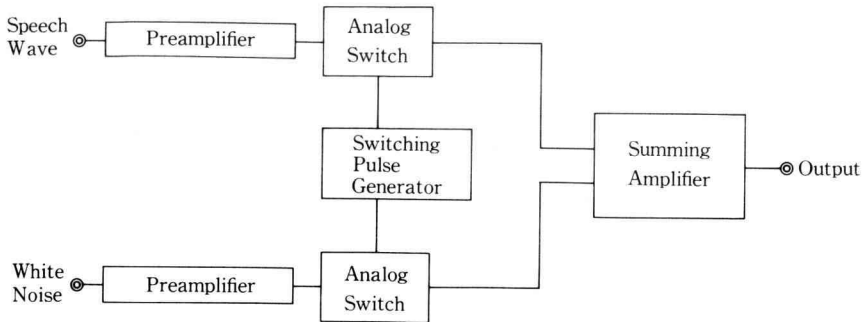 Speech
Wave
Preamplifier
Analog
Switch
Switching
Pulse
Generator
Summing
Amplifier
Output
White
Noise
Preamplifier
Analog
Switch